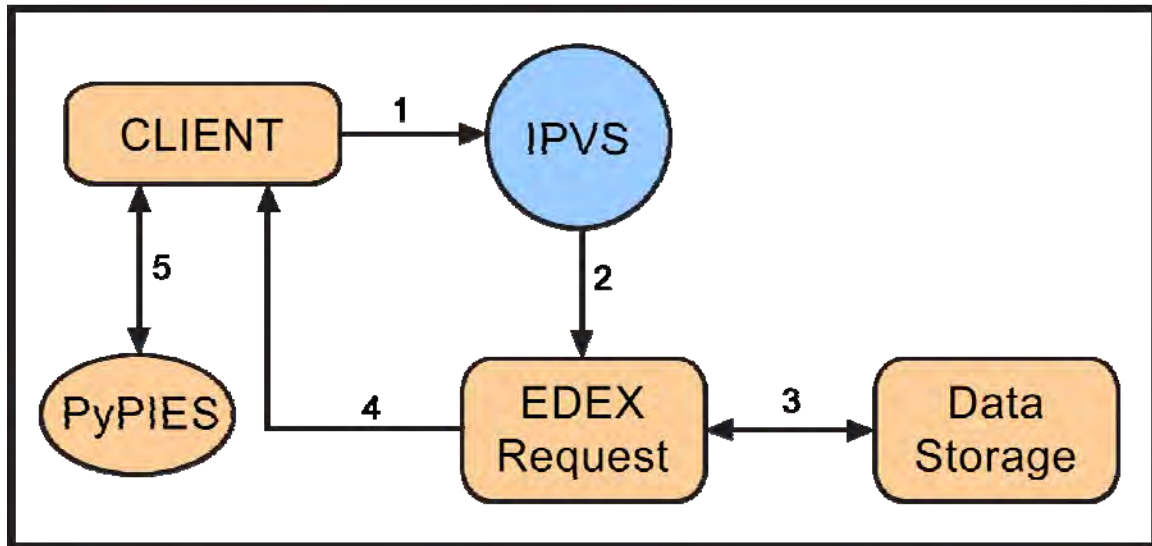 CLIENT
1
IPVS
5
2
PyPIES
4
EDEX
Request
3
Data
Storage